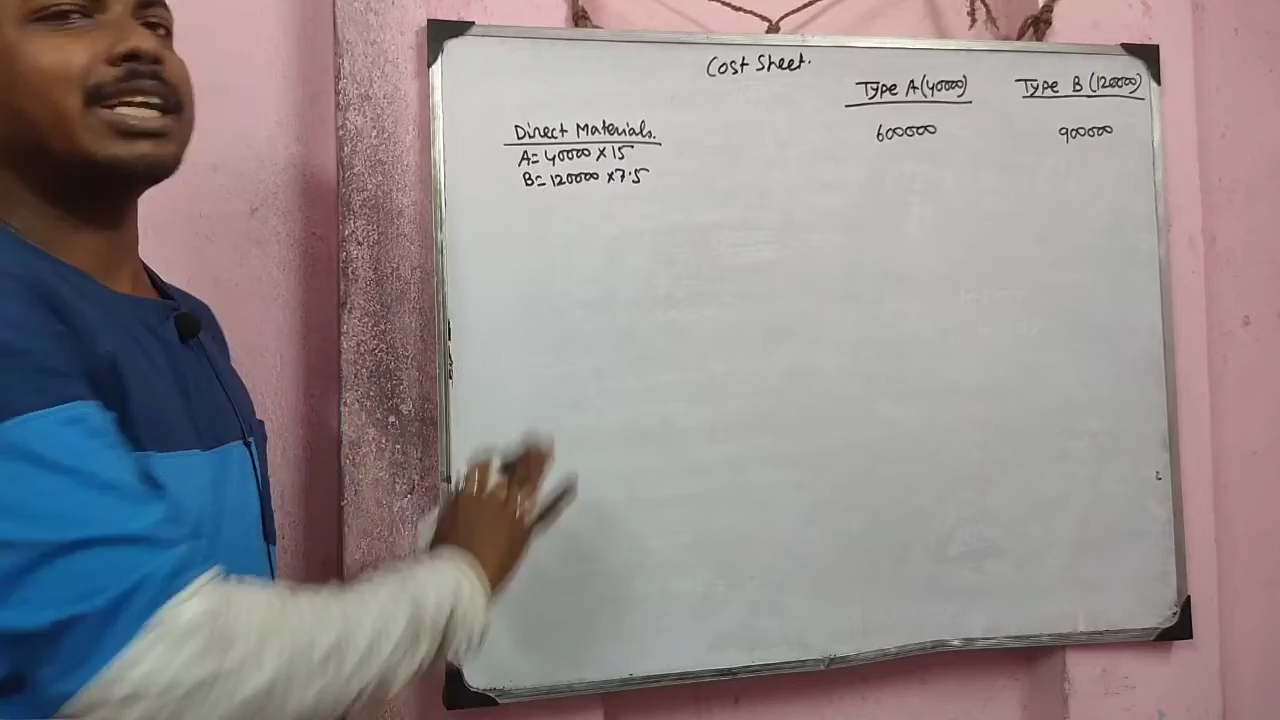 Cost Sheet.
Type A (40000) Type B (120000)
Direct Materials. 600000 900000
A= 40000 × 15
B= 120000 × 7.5